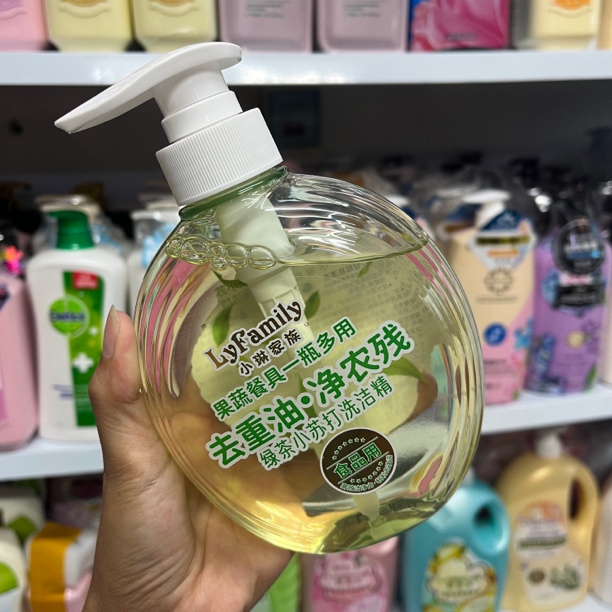 LyFamily
小琳家族
果蔬餐具一瓶多用
去重油·净农残
绿茶小苏打洗洁精
食品用